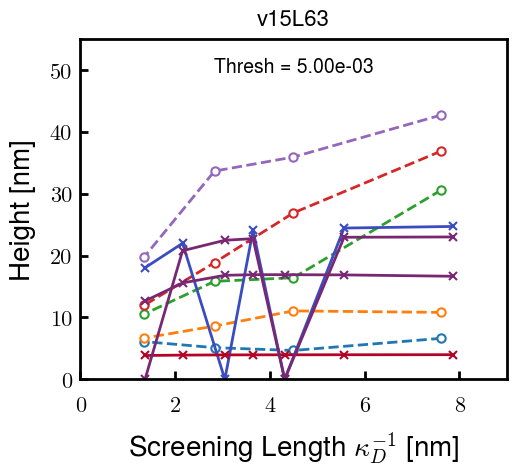 v15L63
Thresh = 5.00e-03
50
40
30
20
10
0
Height [nm]
0 2 4 6 8
Screening Length κ_D^{-1} [nm]